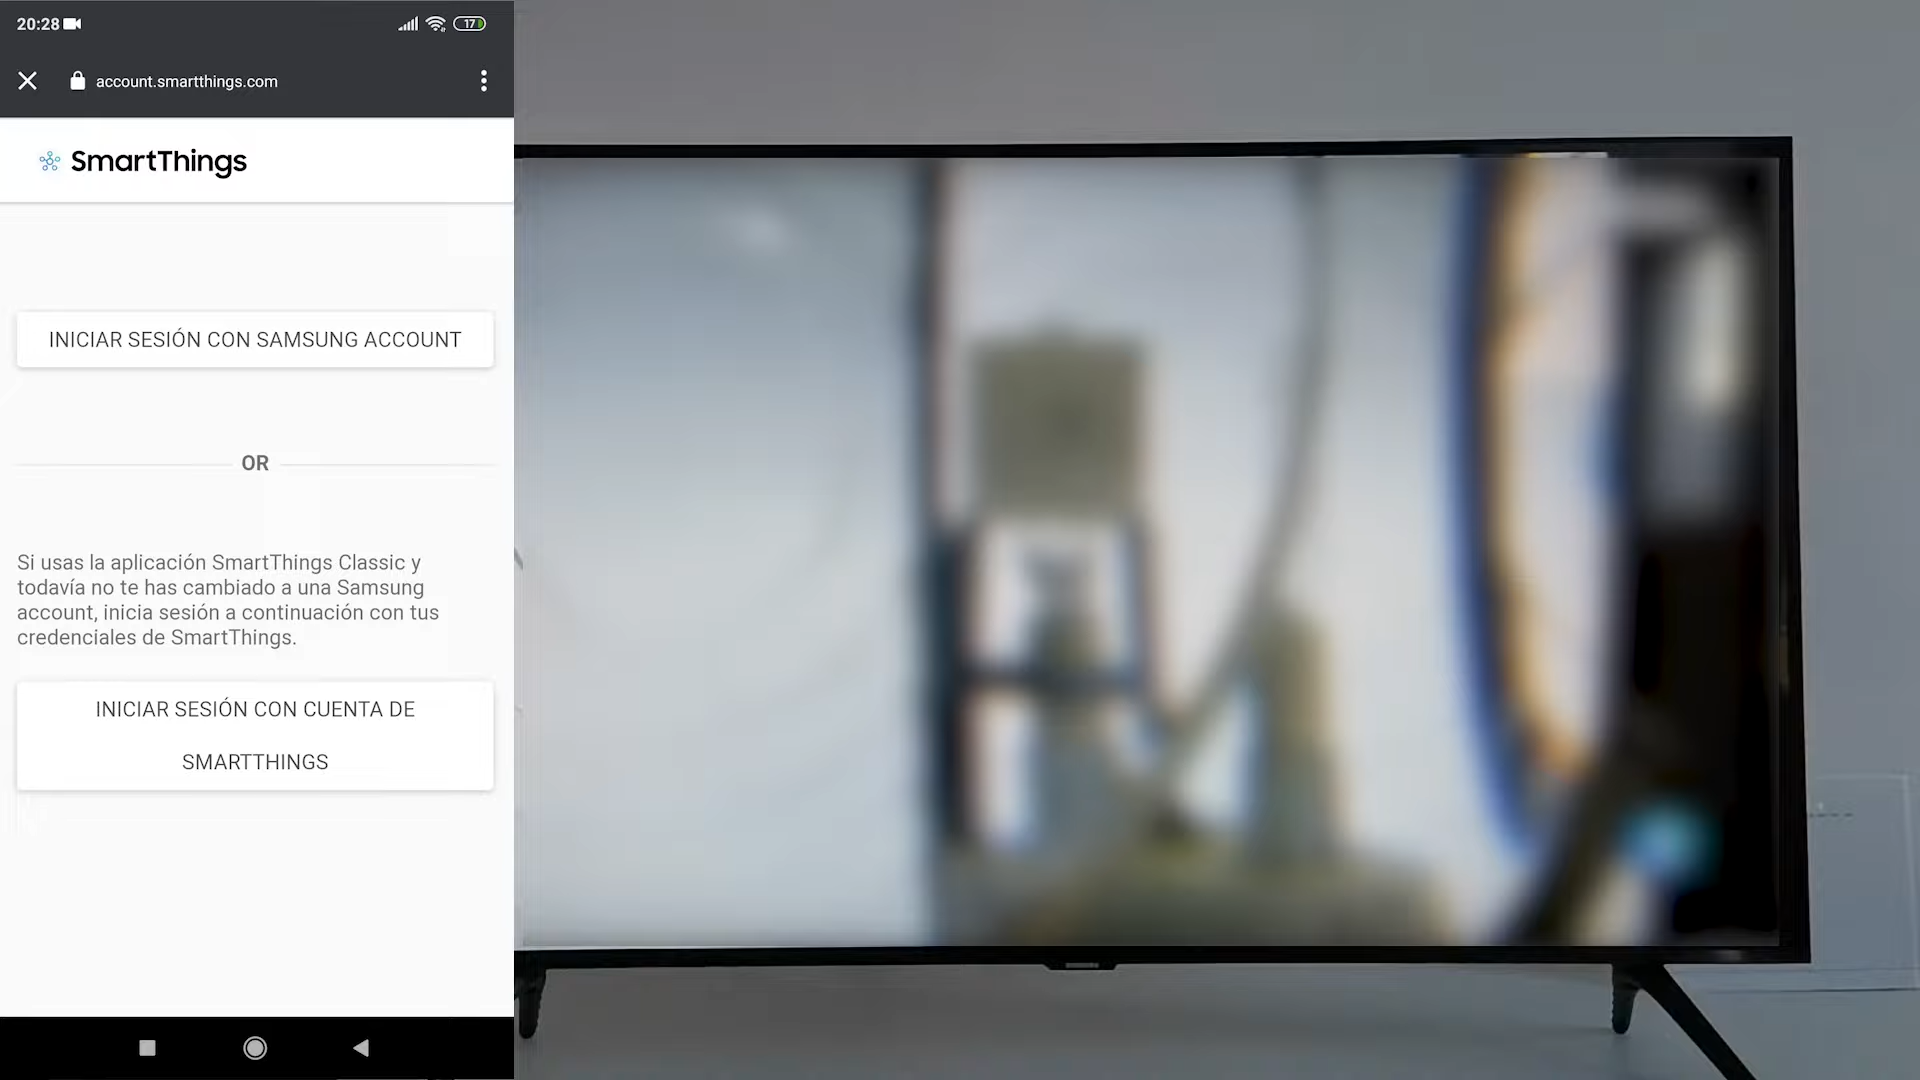 20:28
17
account.smartthings.com
SmartThings
INICIAR SESIÓN CON SAMSUNG ACCOUNT
OR
Si usas la aplicación SmartThings Classic y
todavía no te has cambiado a una Samsung
account, inicia sesión a continuación con tus
credenciales de SmartThings.
INICIAR SESIÓN CON CUENTA DE
SMARTTHINGS